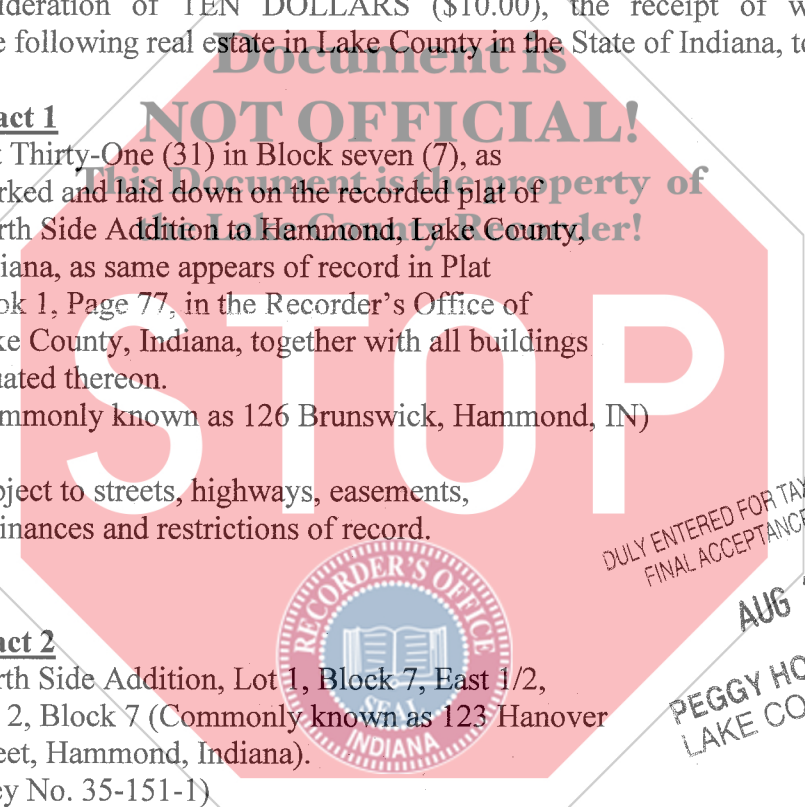 ideration of TEN DOLLARS ($10.00), the receipt of w
e following real estate in Lake County in the State of Indiana, to
Document is
NOT OFFICIAL!
This Document is the property of
the Lake County Recorder!
STOP
act 1
t Thirty-One (31) in Block seven (7), as
rked and laid down on the recorded plat of
rth Side Addition to Hammond, Lake County,
iana, as same appears of record in Plat
ok 1, Page 77, in the Recorder's Office of
ke County, Indiana, together with all buildings
uated thereon.
mmonly known as 126 Brunswick, Hammond, IN)
bject to streets, highways, easements,
inances and restrictions of record.
DULY ENTERED FOR TAX
FINAL ACCEPTANCE
AUG
PEGGY HO
LAKE CO
RECORDER'S OFFICE
SEAL
INDIANA
act 2
rth Side Addition, Lot 1, Block 7, East 1/2,
2, Block 7 (Commonly known as 123 Hanover
eet, Hammond, Indiana).
ey No. 35-151-1)